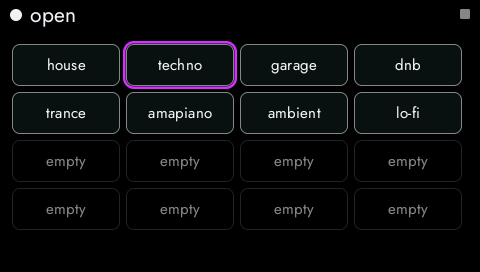 open
house techno garage dnb
trance amapiano ambient lo-fi
empty empty empty empty
empty empty empty empty